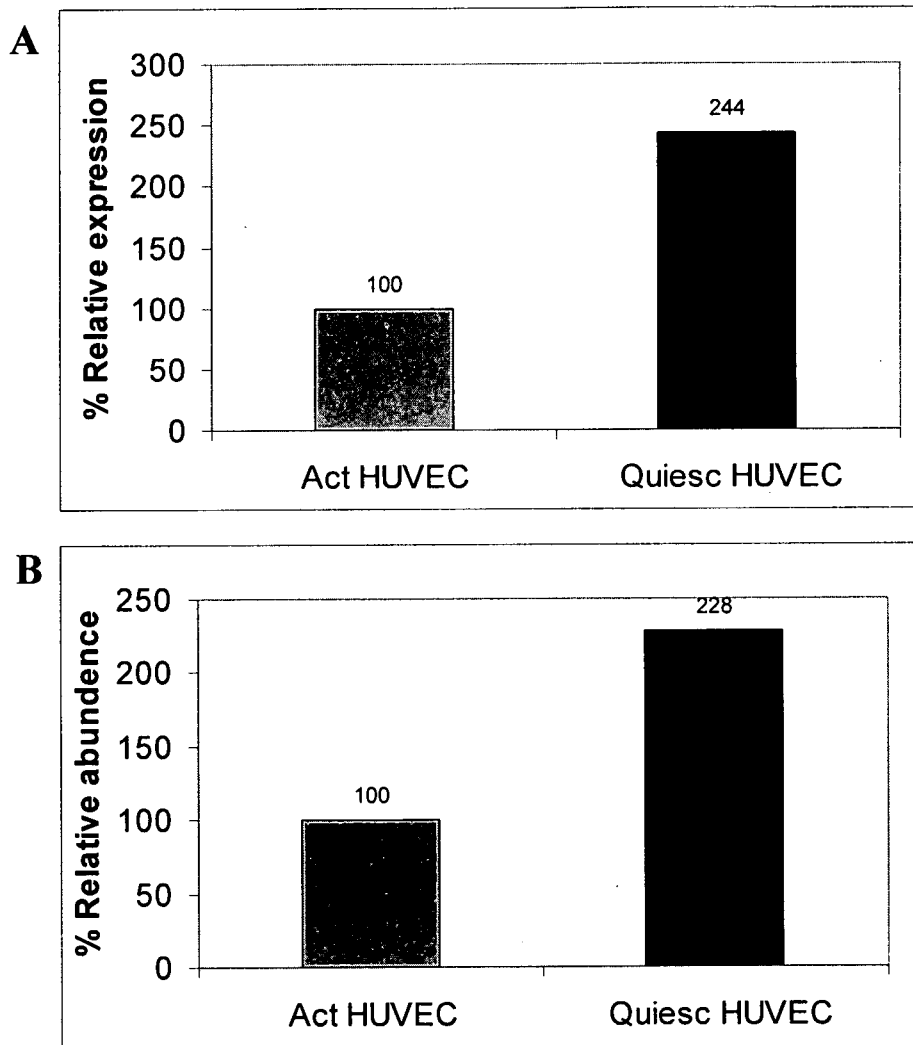 A
% Relative expression
300
250
200
150
100
50
0
100
244
Act HUVEC
Quiesc HUVEC
B
% Relative abundence
250
200
150
100
50
0
100
228
Act HUVEC
Quiesc HUVEC